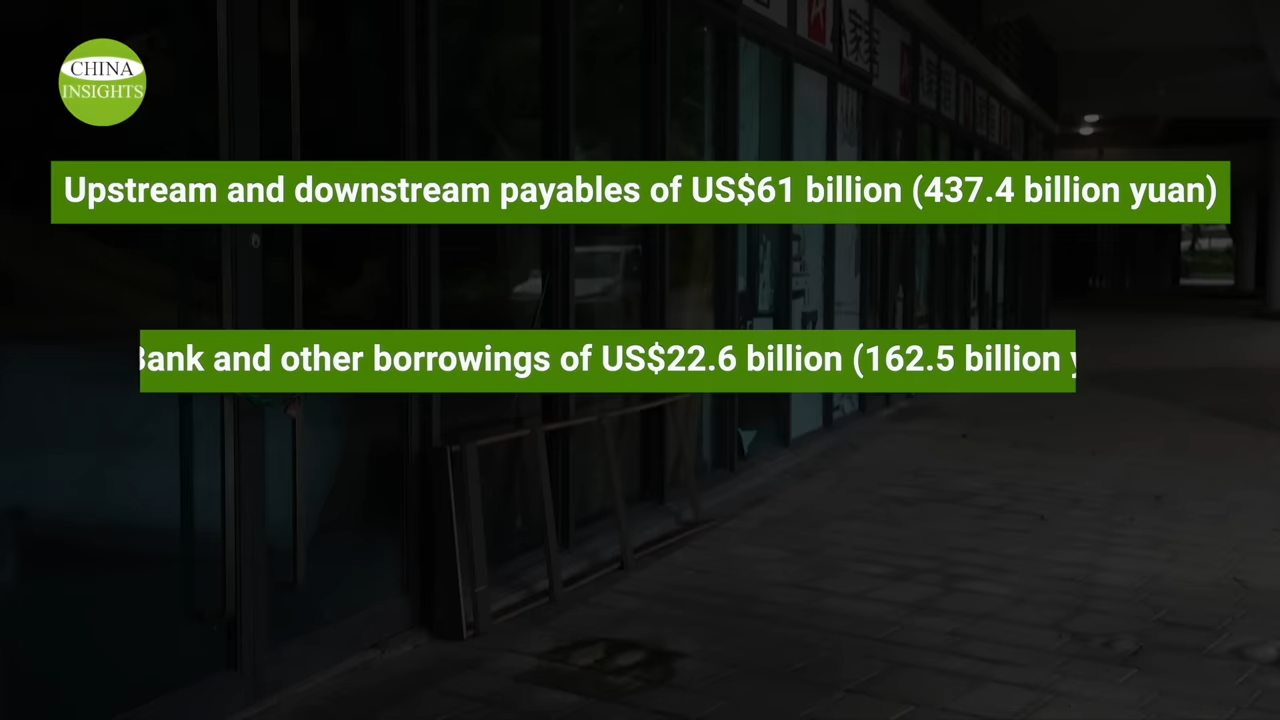 CHINA
INSIGHTS
Upstream and downstream payables of US$61 billion (437.4 billion yuan)
Bank and other borrowings of US$22.6 billion (162.5 billion